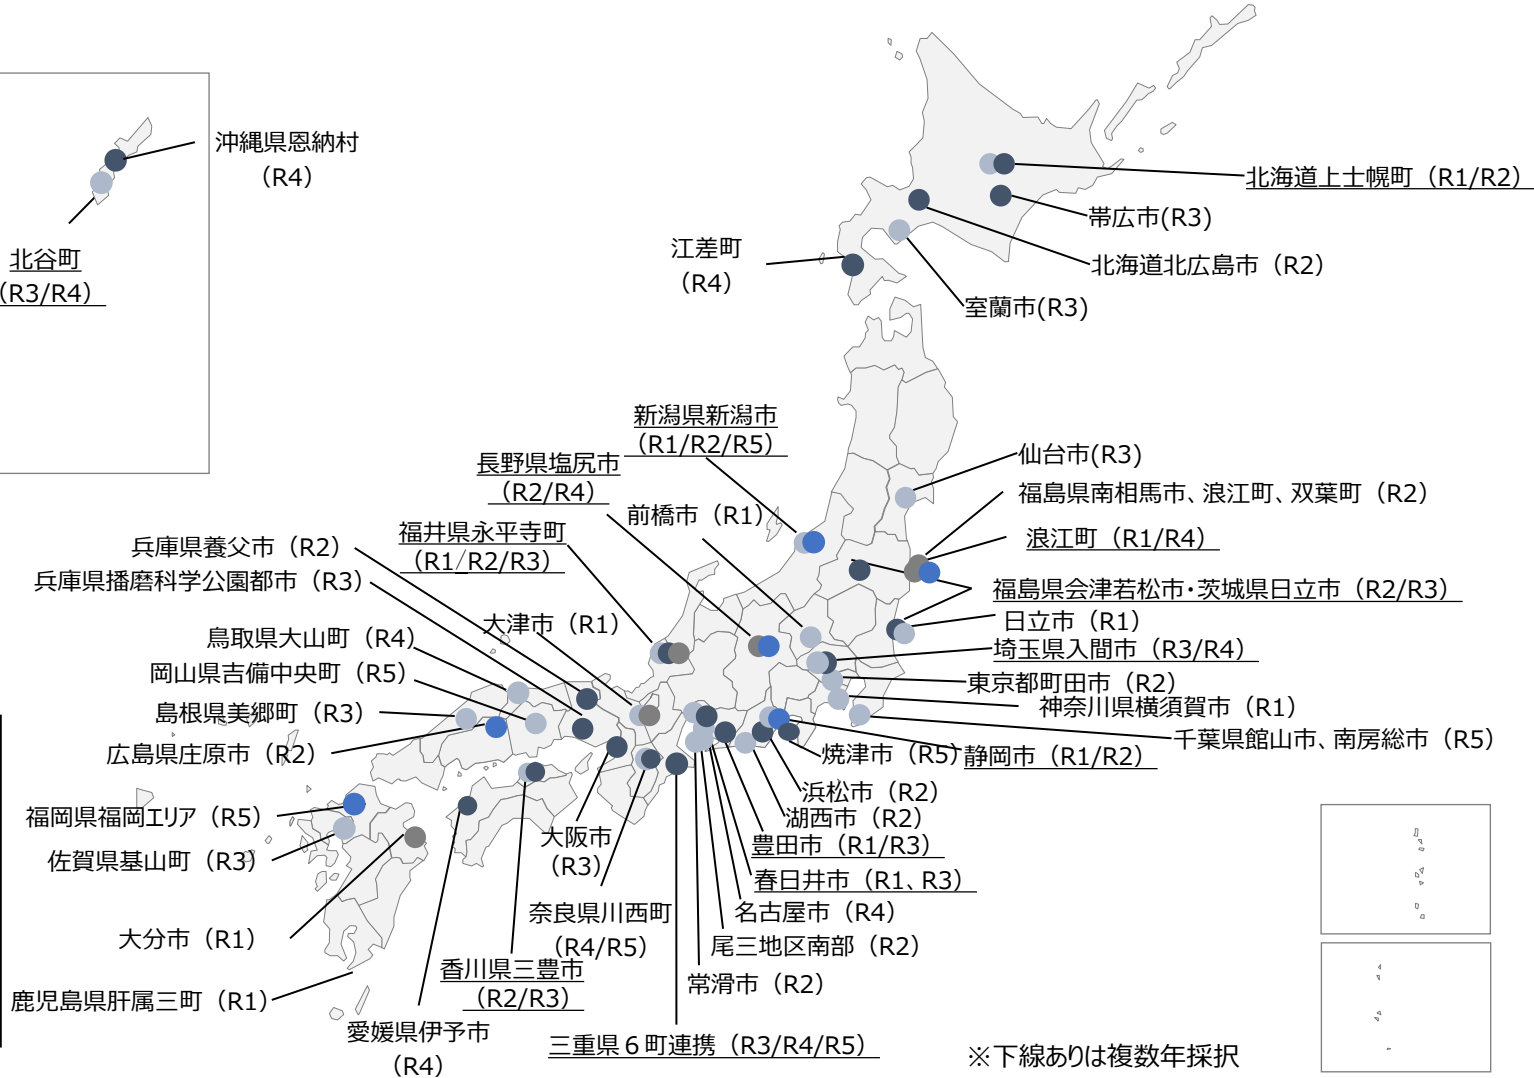 沖縄県恩納村
（R4）
北谷町
（R3/R4）
北海道上士幌町（R1/R2）
帯広市(R3)
北海道北広島市（R2）
室蘭市(R3)
江差町
（R4）
新潟県新潟市
（R1/R2/R5）
長野県塩尻市
（R2/R4）
前橋市（R1）
福井県永平寺町
（R1/R2/R3）
兵庫県養父市（R2）
兵庫県播磨科学公園都市（R3）
大津市（R1）
鳥取県大山町（R4）
岡山県吉備中央町（R5）
島根県美郷町（R3）
広島県庄原市（R2）
福岡県福岡エリア（R5）
佐賀県基山町（R3）
大分市（R1）
鹿児島県肝属三町（R1）
仙台市(R3)
福島県南相馬市、浪江町、双葉町（R2）
浪江町（R1/R4）
福島県会津若松市・茨城県日立市（R2/R3）
日立市（R1）
埼玉県入間市（R3/R4）
東京都町田市（R2）
神奈川県横須賀市（R1）
千葉県館山市、南房総市（R5）
焼津市（R5）
静岡市（R1/R2）
浜松市（R2）
湖西市（R2）
豊田市（R1/R3）
春日井市（R1、R3）
名古屋市（R4）
尾三地区南部（R2）
常滑市（R2）
大阪市
（R3）
奈良県川西町
（R4/R5）
香川県三豊市
（R2/R3）
愛媛県伊予市
（R4）
三重県６町連携（R3/R4/R5）
※下線ありは複数年採択